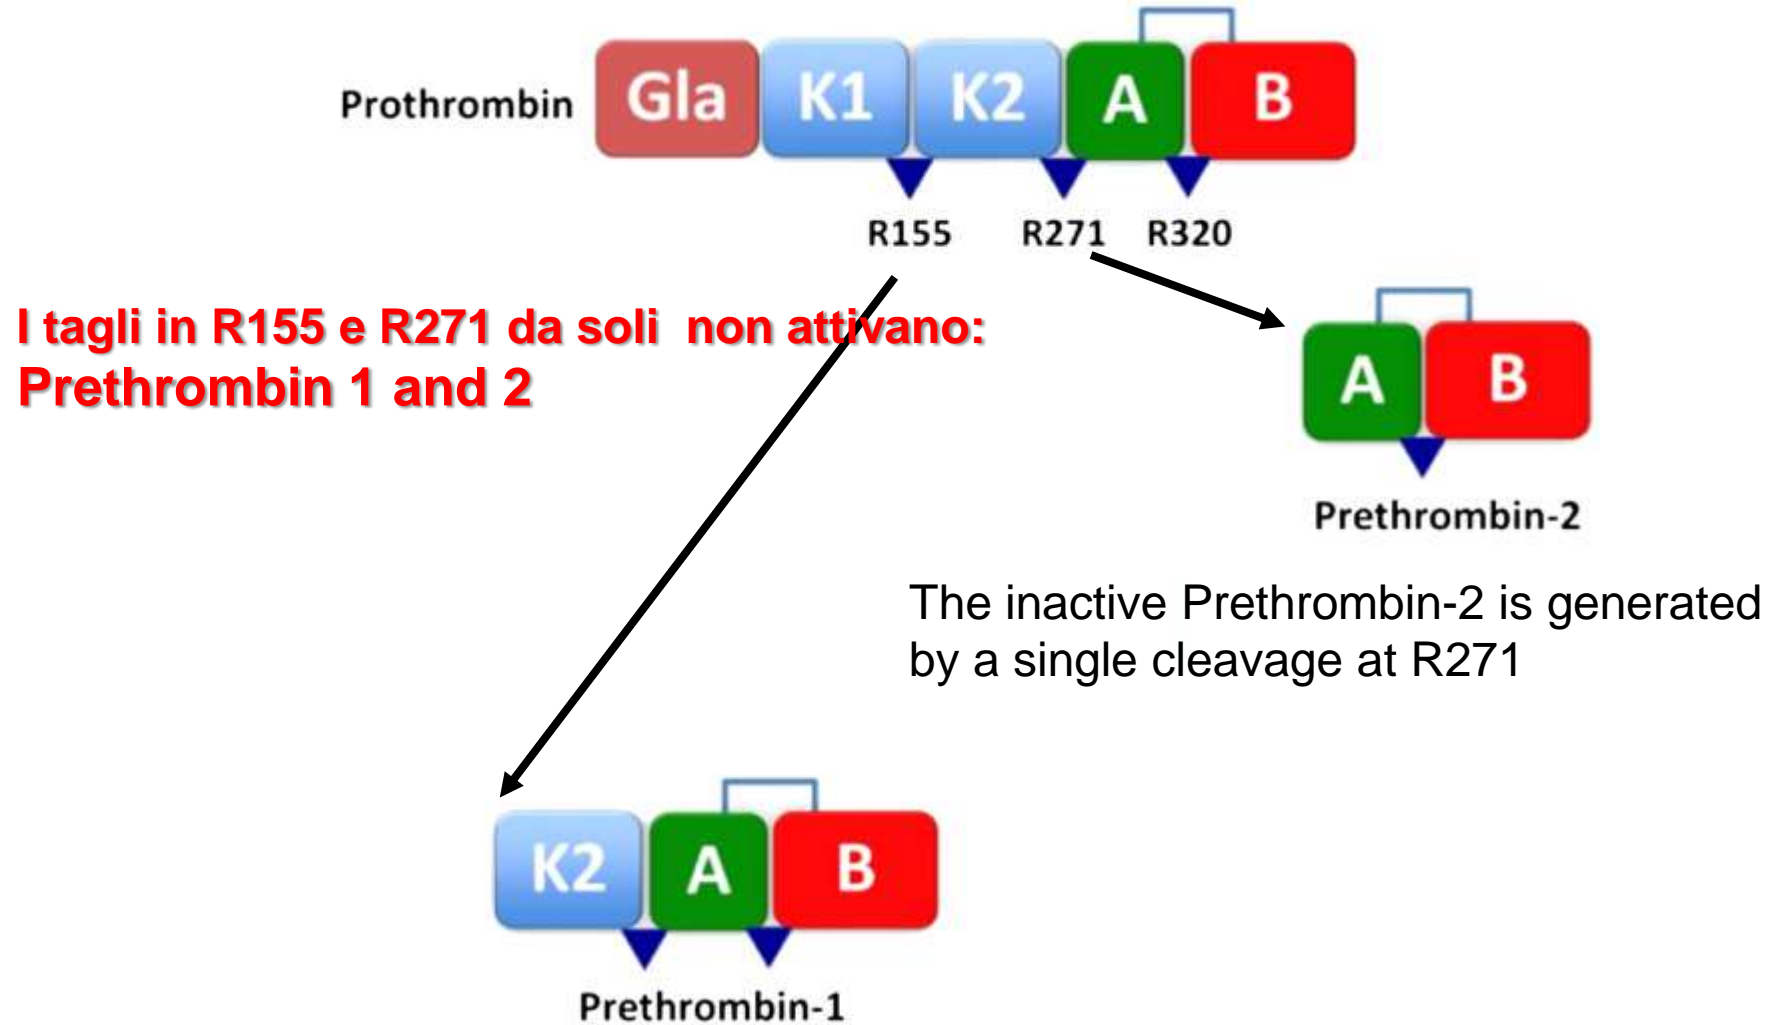 Prothrombin Gla K1 K2 A B
R155 R271 R320
I tagli in R155 e R271 da soli  non attivano:
Prethrombin 1 and 2
A B
Prethrombin-2
The inactive Prethrombin-2 is generated
by a single cleavage at R271
K2 A B
Prethrombin-1